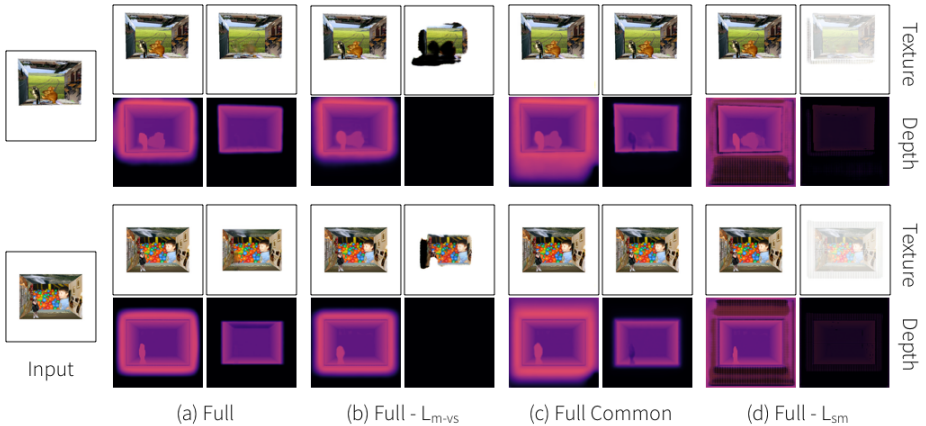 Texture
Depth
Texture
Depth
Input
(a) Full
(b) Full - Lm-vs
(c) Full Common
(d) Full - Lsm